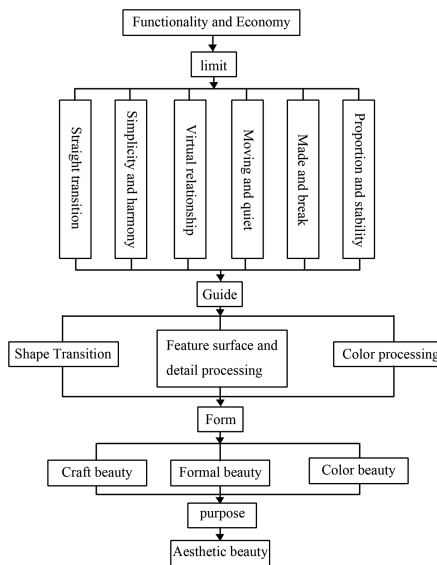 Functionality and Economy
limit
Straight transition
Simplicity and harmony
Virtual relationship
Moving and quiet
Made and break
Proportion and stability
Guide
Shape Transition
Feature surface and
detail processing
Color processing
Form
Craft beauty
Formal beauty
Color beauty
purpose
Aesthetic beauty